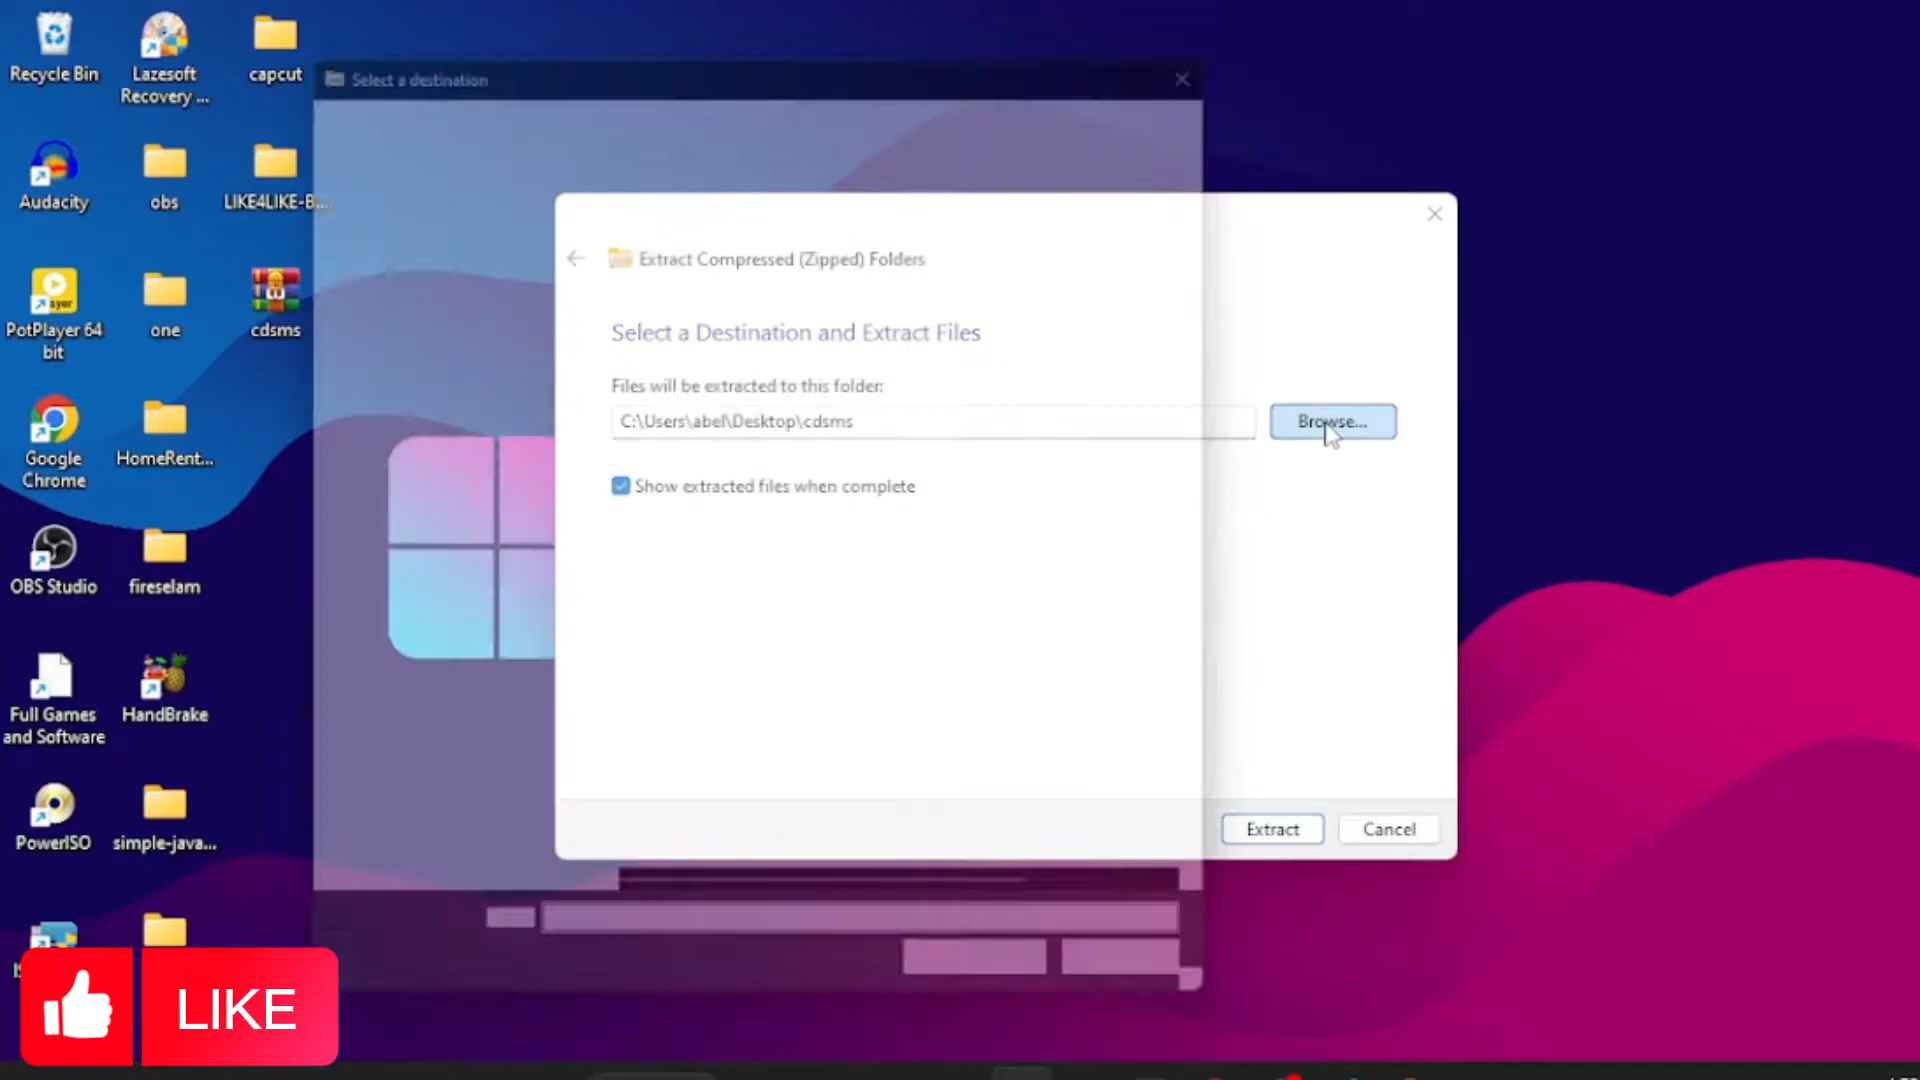 Recycle Bin
Lazesoft
Recovery ...
capcut
Select a destination
Audacity
obs
LIKE4LIKE-B...
Extract Compressed (Zipped) Folders
Select a Destination and Extract Files
Files will be extracted to this folder:
C:\Users\abel\Desktop\cdsms
Browse...
Show extracted files when complete
PotPlayer 64
bit
one
cdsms
Google
Chrome
HomeRent...
OBS Studio
fireselam
Full Games
and Software
HandBrake
PowerISO
simple-java...
Extract
Cancel
LIKE